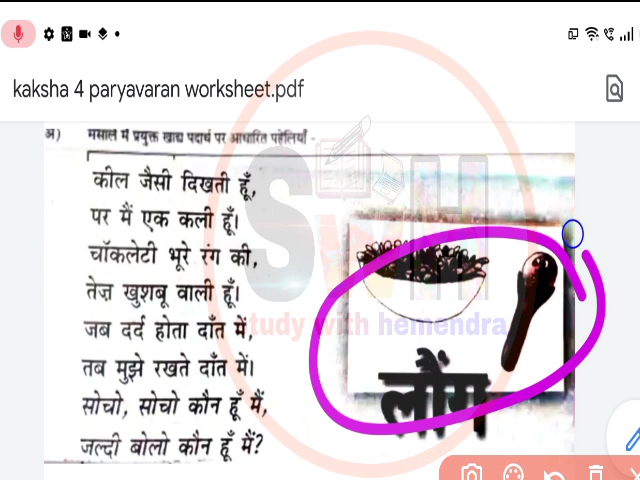 kaksha 4 paryavaran worksheet.pdf
अ) मसाले में प्रयुक्त खाद्य पदार्थ पर आधारित पहेलियाँ -
कील जैसी दिखती हूँ,
पर मैं एक कली हूँ।
चॉकलेटी भूरे रंग की,
तेज़ खुशबू वाली हूँ।
जब दर्द होता दाँत में,
तब मुझे रखते दाँत में।
सोचो, सोचो कौन हूँ मैं,
जल्दी बोलो कौन हूँ मैं?
लौंग
SH
study with hemendra